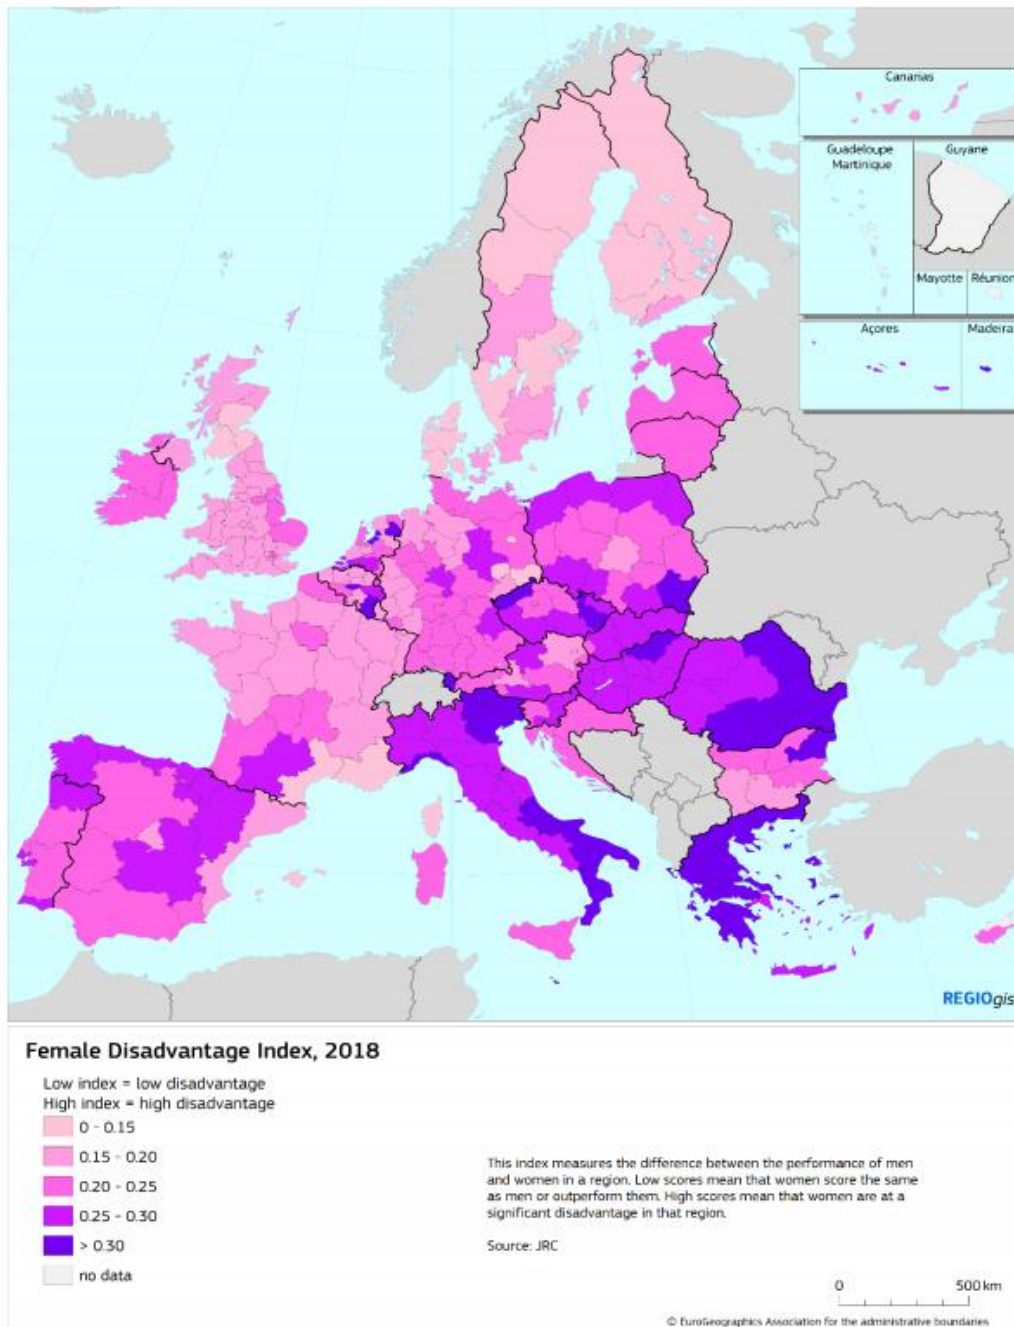 Canarias
Guadeloupe
Martinique
Guyane
Mayotte
Réunion
Açores
Madeira
REGIOgis
Female Disadvantage Index, 2018
Low index = low disadvantage
High index = high disadvantage
0 - 0.15
0.15 - 0.20
0.20 - 0.25
0.25 - 0.30
> 0.30
no data
This index measures the difference between the performance of men
and women in a region. Low scores mean that women score the same
as men or outperform them. High scores mean that women are at a
significant disadvantage in that region.
Source: JRC
0 500 km
© EuroGeographics Association for the administrative boundaries